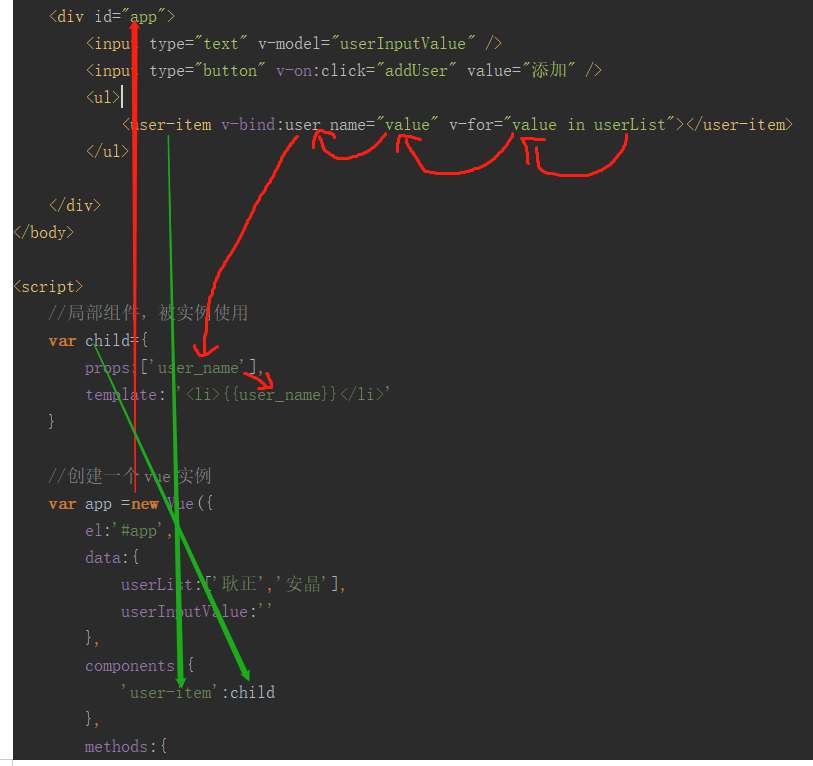 <div id="app">
<input type="text" v-model="userInputValue" />
<input type="button" v-on:click="addUser" value="添加" />
<ul>
<user-item v-bind:user_name="value" v-for="value in userList"></user-item>
</ul>
</div>
</body>
<script>
//局部组件，被实例使用
var child={
props:['user_name'],
template: '<li>{{user_name}}</li>'
}
//创建一个vue实例
var app =new Vue({
el:'#app',
data:{
userList:['耿正','安晶'],
userInputValue:''
},
components:{
'user-item':child
},
methods:{